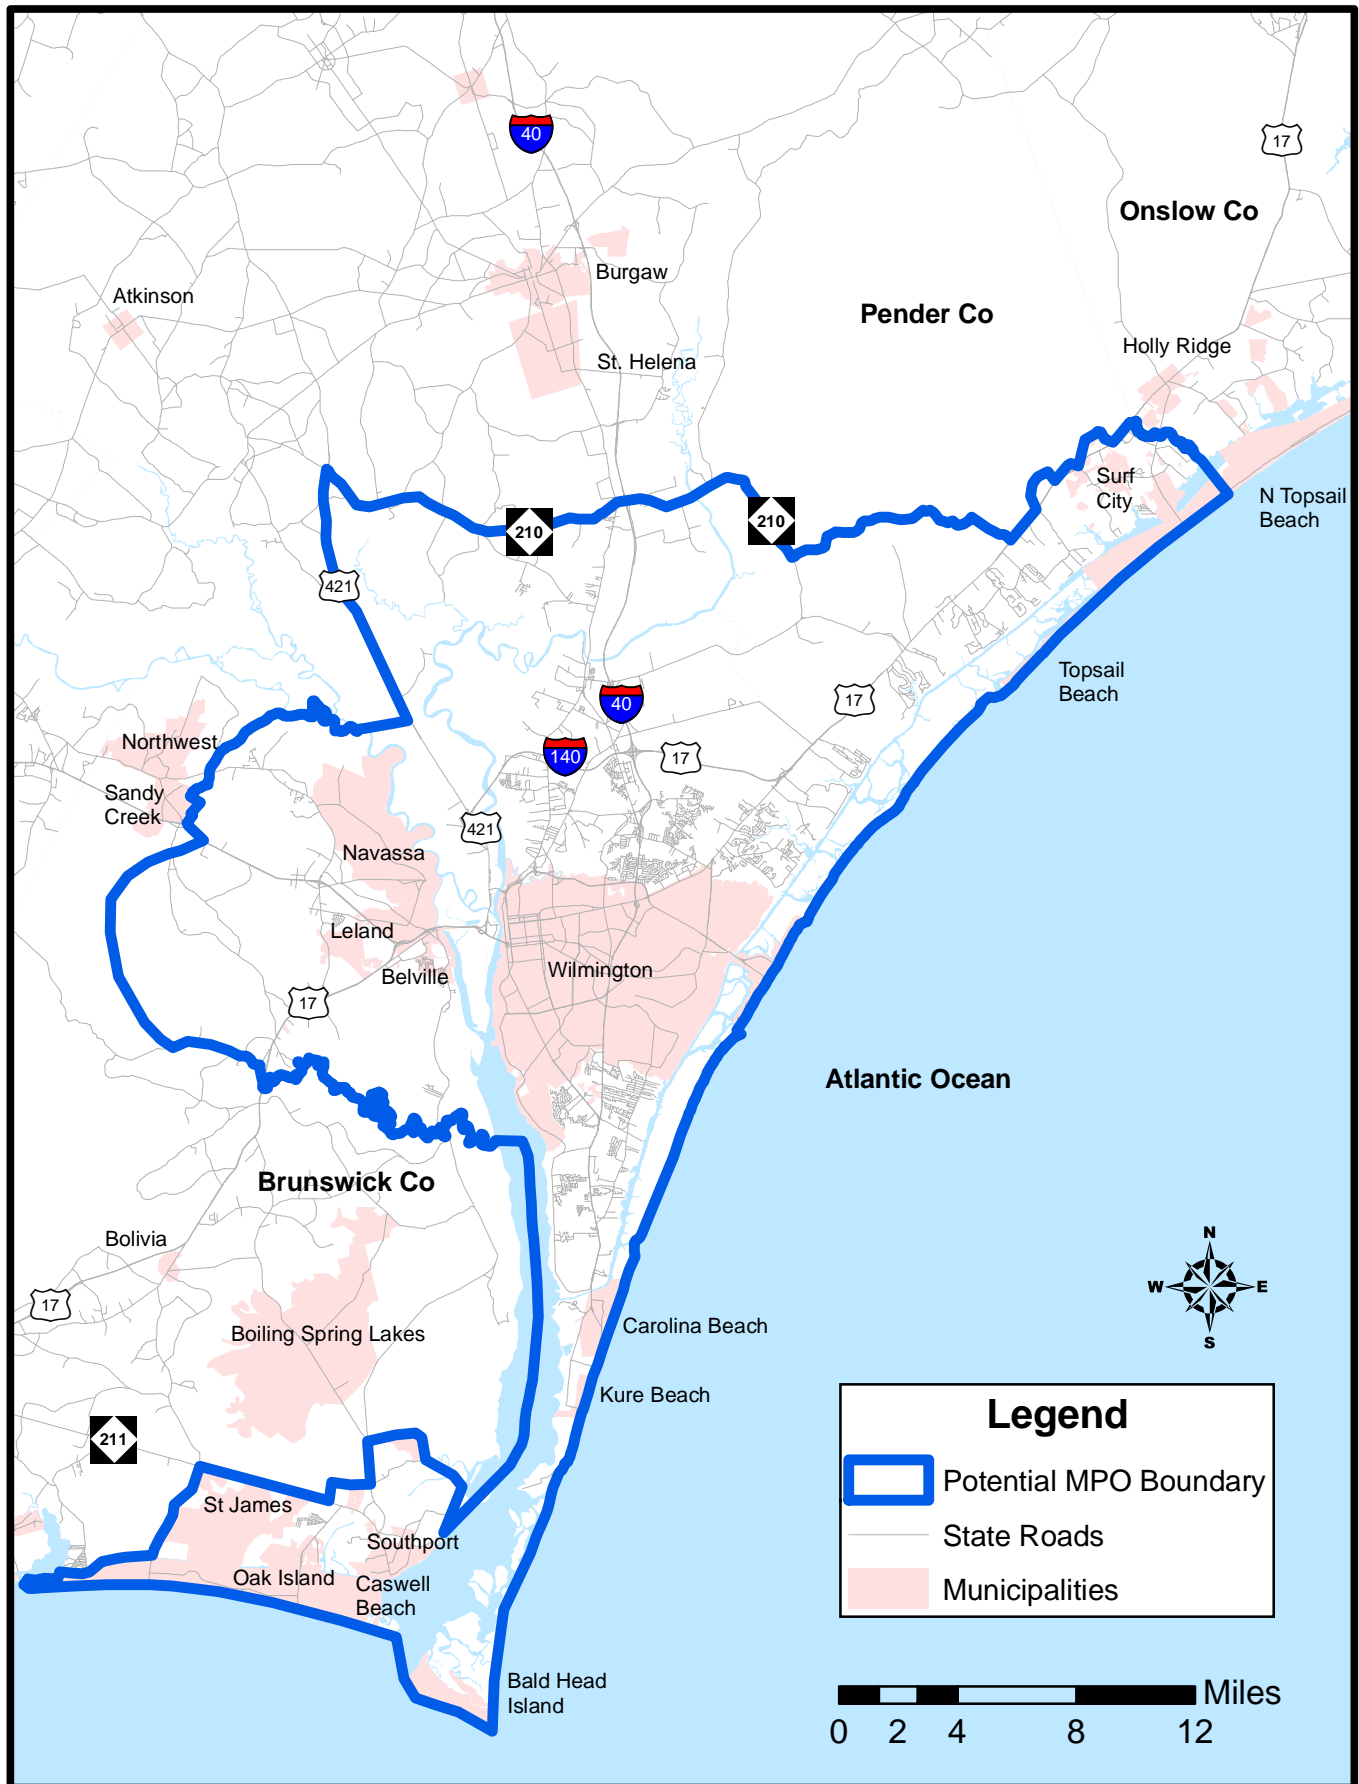 40
17
Onslow Co
Burgaw
Atkinson
Pender Co
Holly Ridge
St. Helena
Surf
City
N Topsail
Beach
210
210
421
Topsail
Beach
40
17
Northwest
140
17
Sandy
Creek
421
Navassa
Leland
Belville
Wilmington
17
Atlantic Ocean
Brunswick Co
Bolivia
N
W
E
S
17
Boiling Spring Lakes
Carolina Beach
Kure Beach
211
Legend
Potential MPO Boundary
State Roads
Municipalities
St James
Southport
Oak Island
Caswell
Beach
Bald Head
Island
Miles
0 2 4 8 12